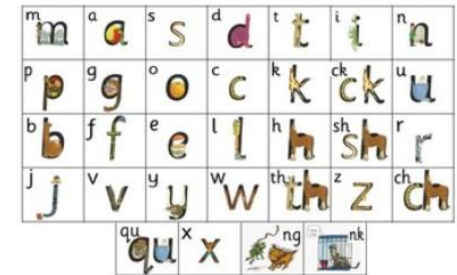 m a s d t i n
p g o c k ck u
b f e l h sh r
j v y w th z ch
qu x ng nk